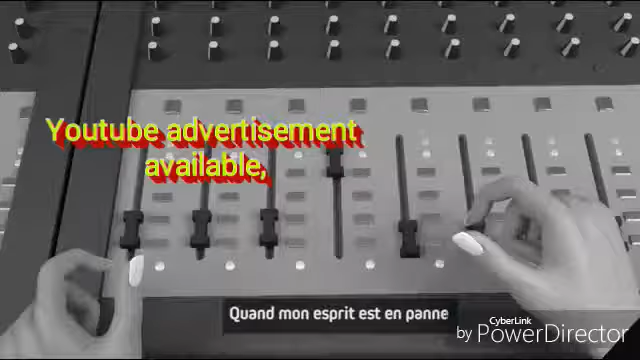 Youtube advertisement
available,
Quand mon esprit est en panne
CyberLink
by PowerDirector